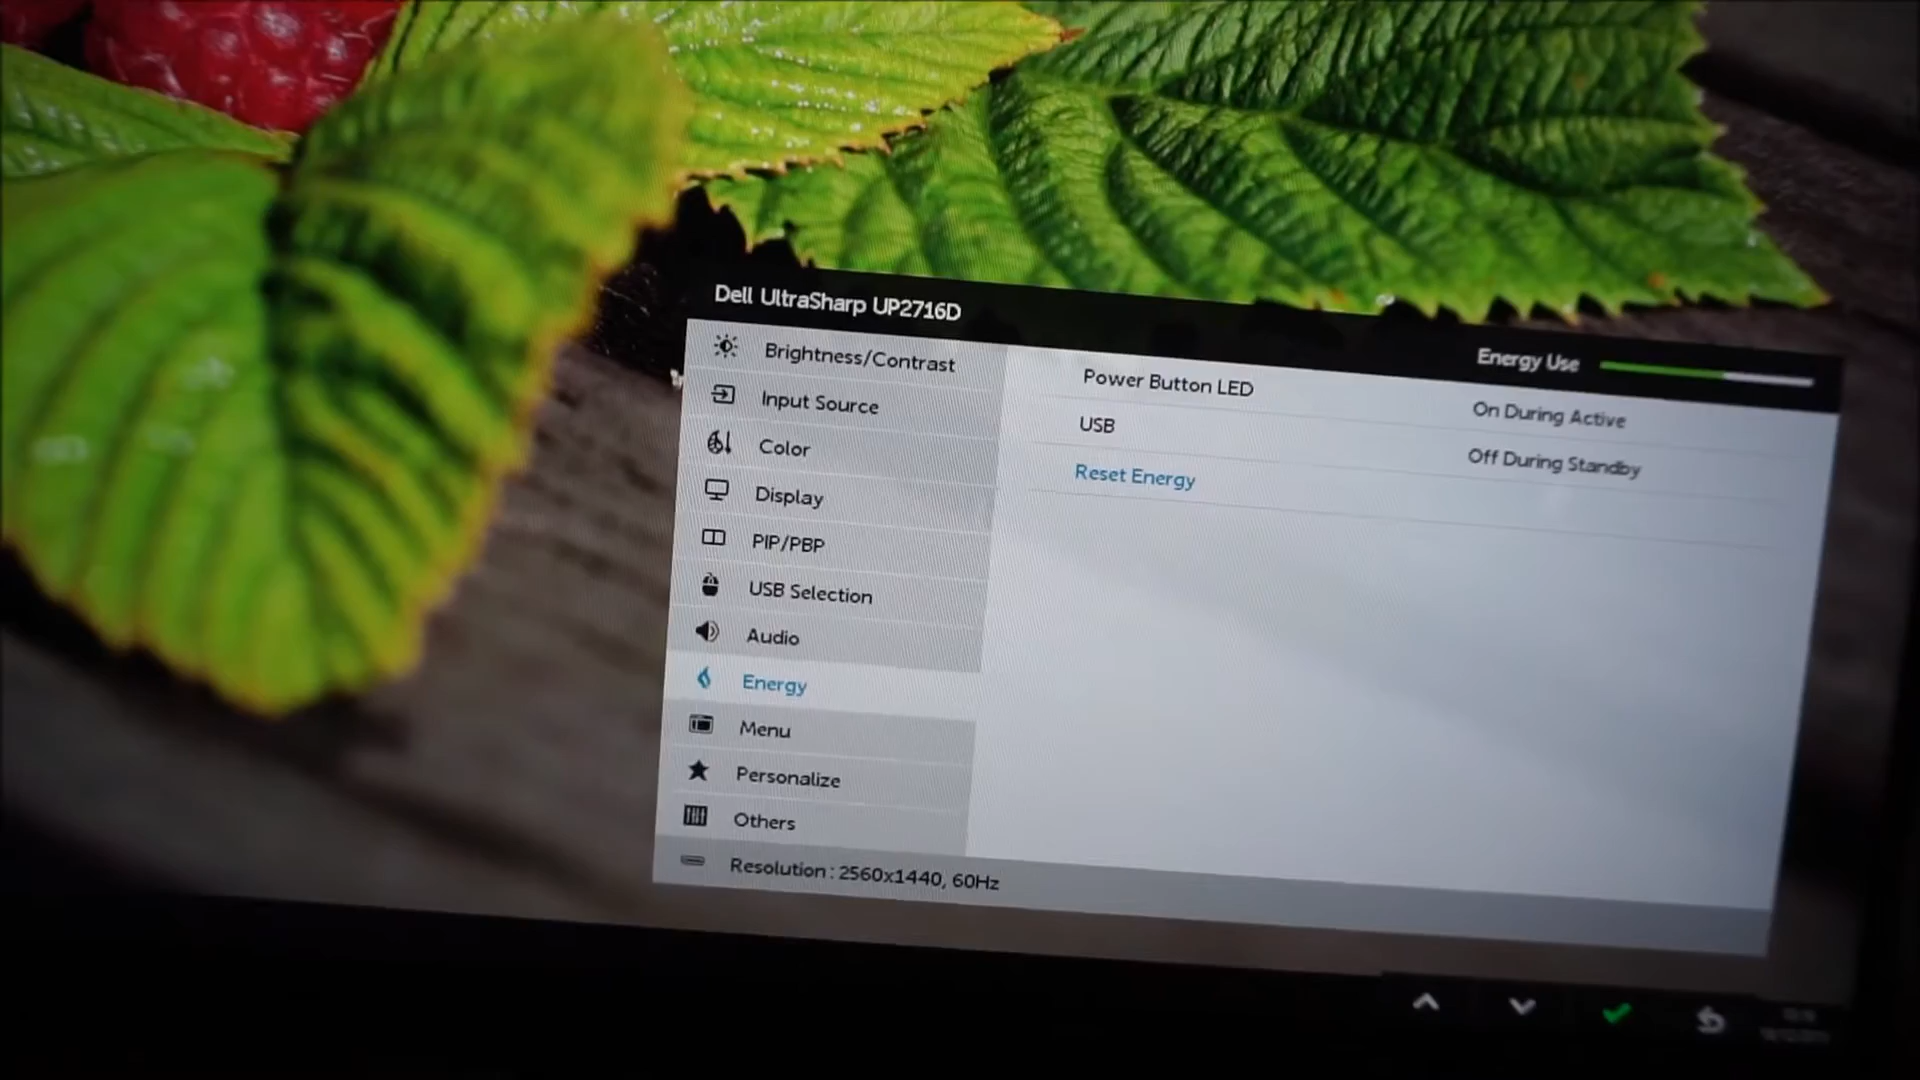 Dell UltraSharp UP2716D
Energy Use
Brightness/Contrast
Input Source
Color
Display
PIP/PBP
USB Selection
Audio
Energy
Menu
Personalize
Others
Power Button LED On During Active
USB Off During Standby
Reset Energy
Resolution : 2560x1440, 60Hz